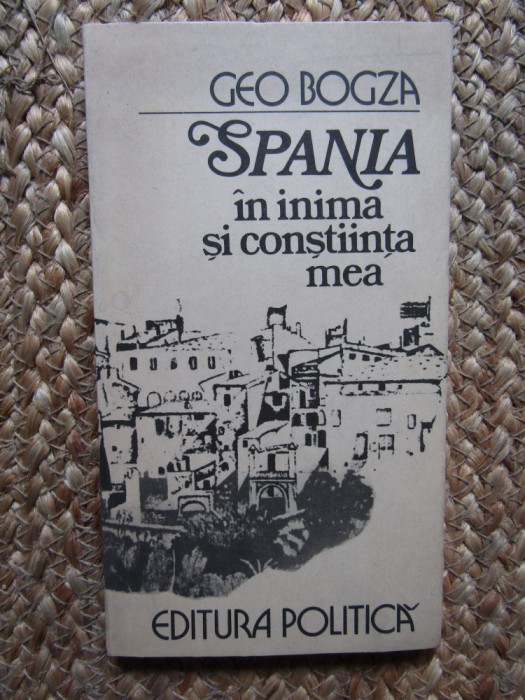 GEO BOGZA
SPANIA
în inima
și conștiința
mea
EDITURA POLITICĂ